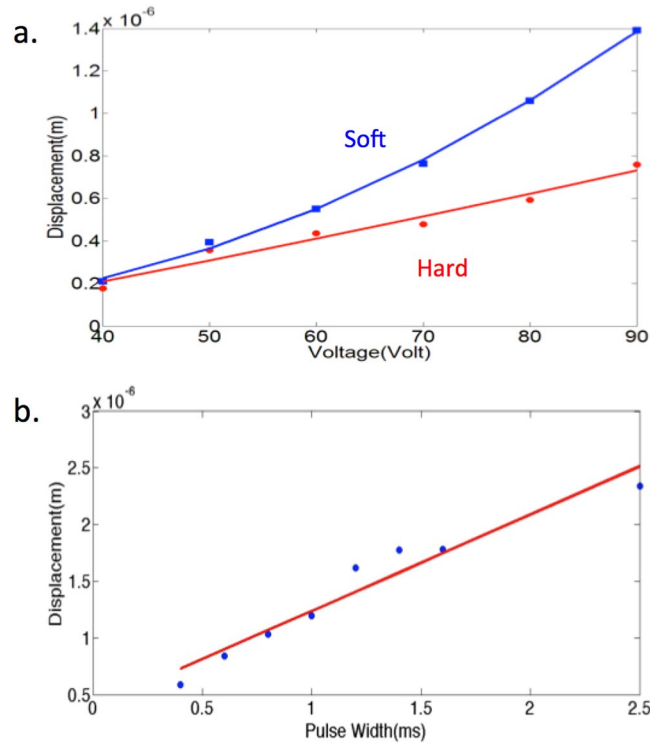 a.
× 10⁻⁶
1.4
1.2
1
0.8
0.6
0.4
0.2
0
Displacement(m)
Soft
Hard
40 50 60 70 80 90
Voltage(Volt)
b.
× 10⁻⁶
3
2.5
2
1.5
1
0.5
Displacement(m)
0 0.5 1 1.5 2 2.5
Pulse Width(ms)